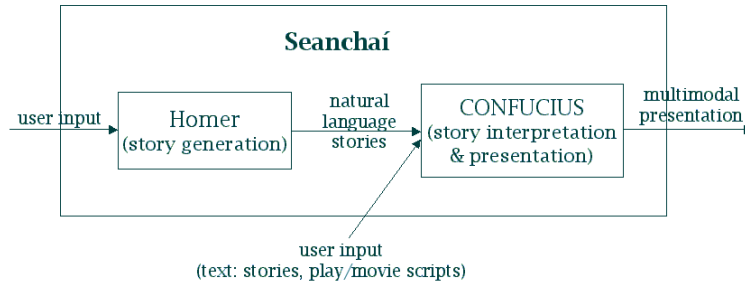 Seanchaí
user input
Homer
(story generation)
natural
language
stories
CONFUCIUS
(story interpretation
& presentation)
multimodal
presentation
user input
(text: stories, play/movie scripts)